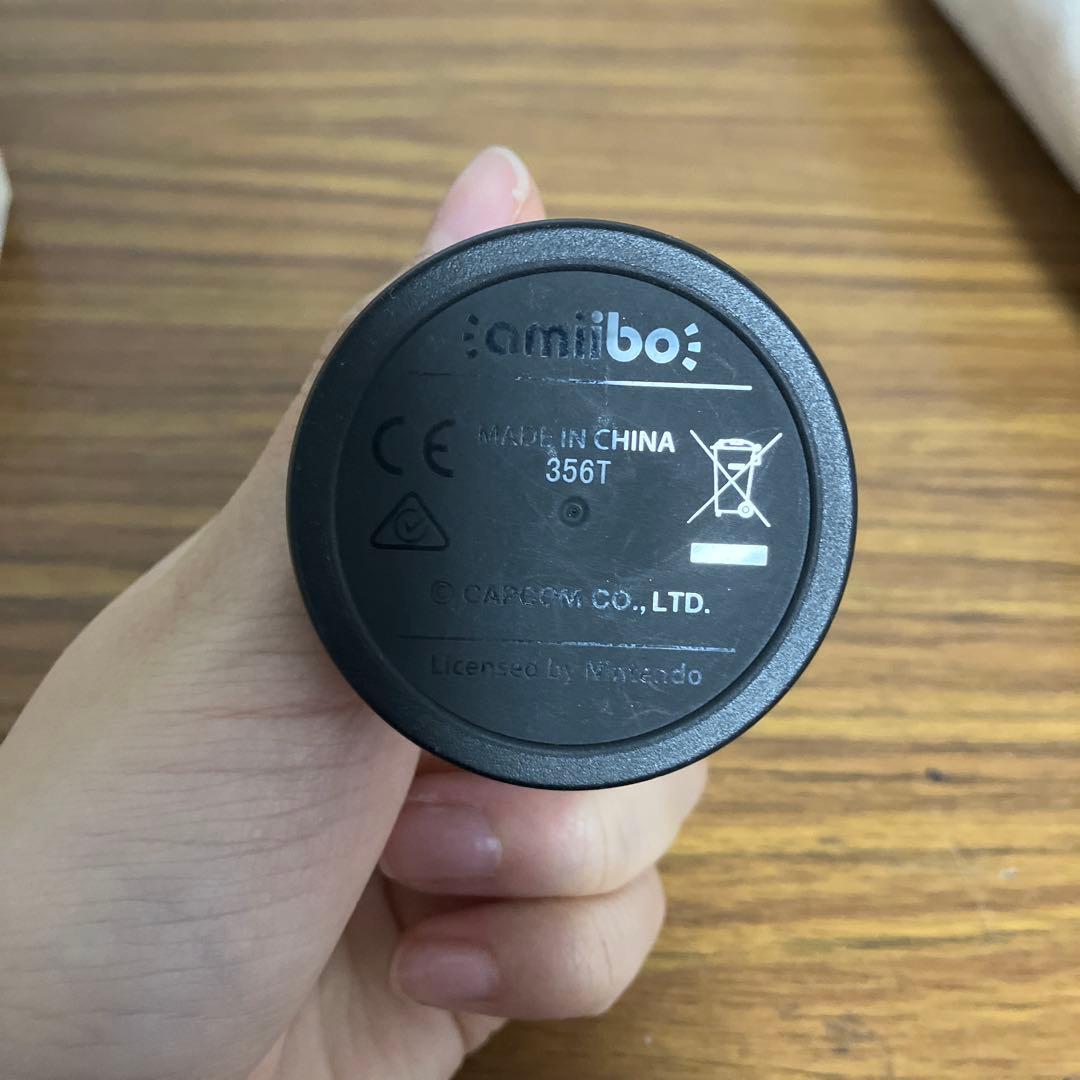 amiibo
CE
MADE IN CHINA
356T
© CAPCOM CO., LTD.
Licensed by Nintendo